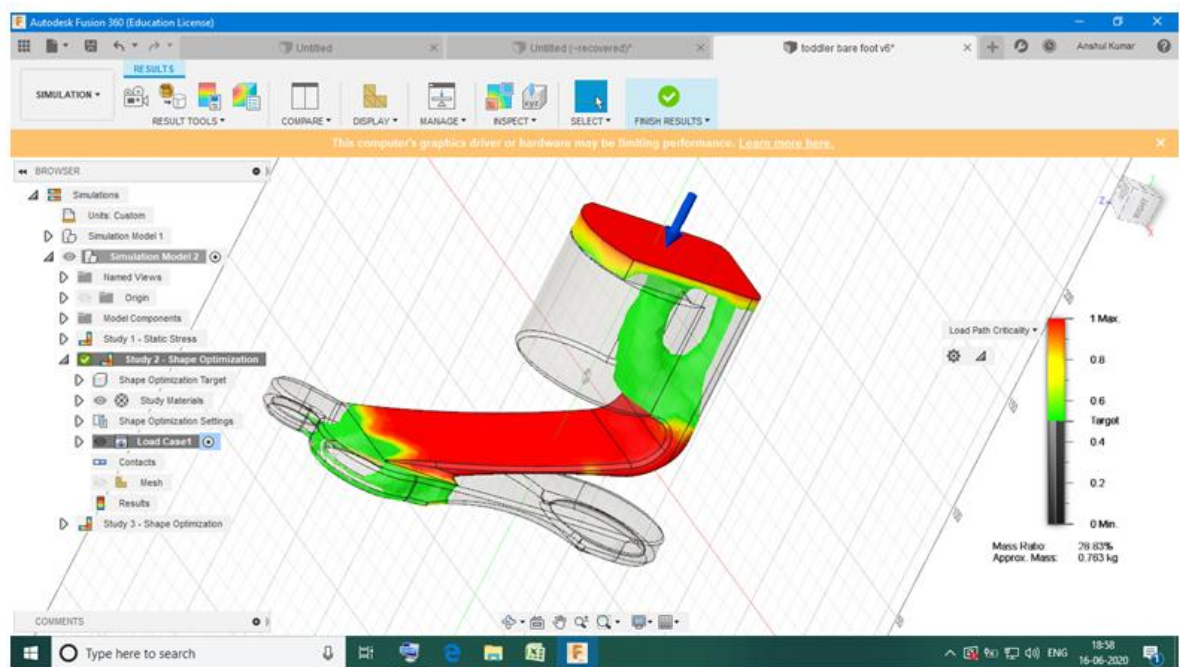 Autodesk Fusion 360 (Education License)
Untitled
Untitled (~recovered)*
toddler bare foot v6*
Anshul Kumar
RESULTS
SIMULATION
RESULT TOOLS
COMPARE
DISPLAY
MANAGE
INSPECT
SELECT
FINISH RESULTS
This computer's graphics driver or hardware may be limiting performance. Learn more here.
BROWSER
Simulations
Units: Custom
Simulation Model 1
Simulation Model 2
Named Views
Origin
Model Components
Study 1 - Static Stress
Study 2 - Shape Optimization
Shape Optimization Target
Study Materials
Shape Optimization Settings
Load Case1
Contacts
Mesh
Results
Study 3 - Shape Optimization
Z
RIGHT
Load Path Criticality
1 Max.
0.8
0.6
Target
0.4
0.2
0 Min.
Mass Ratio: 28.83%
Approx. Mass: 0.763 kg
COMMENTS
Type here to search
ENG
18:58
16-06-2020